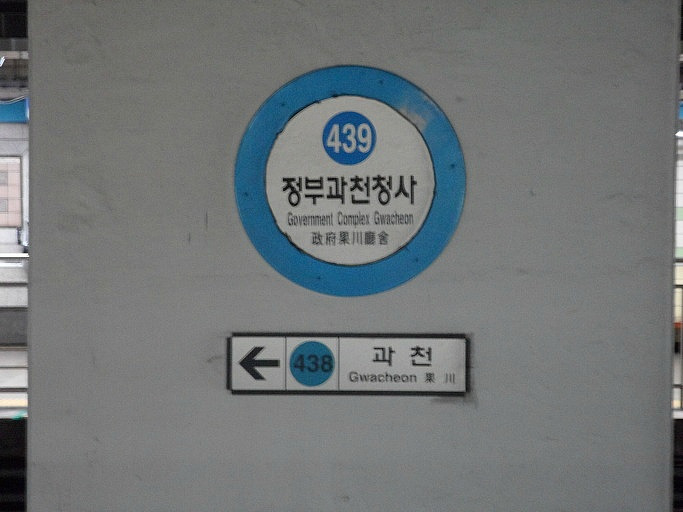 439
정부과천청사
Government Complex Gwacheon
政府果川廳舍
438 과천
Gwacheon 果川